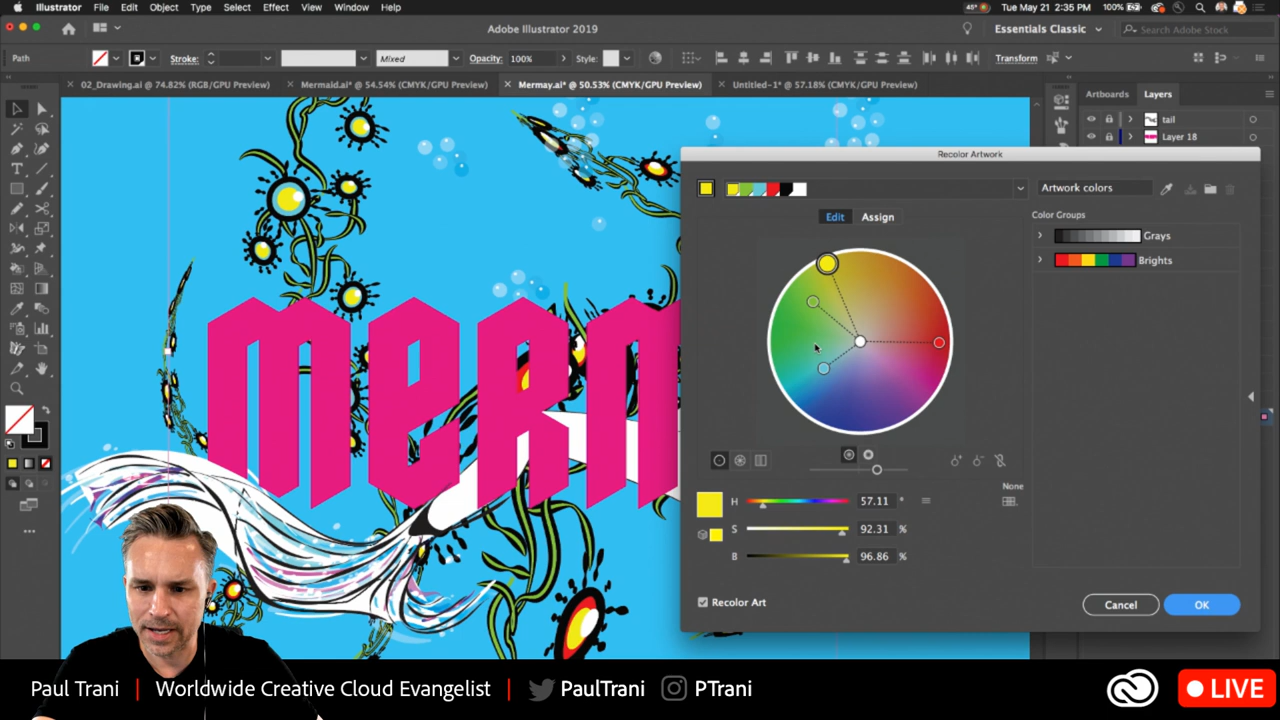 Illustrator File Edit Object Type Select Effect View Window Help
45° Tue May 21 2:35 PM 100%
Adobe Illustrator 2019
Essentials Classic
Search Adobe Stock
Path
Stroke:
Mixed
Opacity: 100%
Style:
Transform
02_Drawing.ai @ 74.82% (RGB/GPU Preview)
Mermaid.ai* @ 54.54% (CMYK/GPU Preview)
Mermay.ai* @ 50.53% (CMYK/GPU Preview)
Untitled-1* @ 57.18% (CMYK/GPU Preview)
Artboards Layers
tail
Layer 18
Recolor Artwork
Artwork colors
Edit Assign
Color Groups
Grays
Brights
None
H 57.11 °
S 92.31 %
B 96.86 %
Recolor Art
Cancel OK
merm
Paul Trani | Worldwide Creative Cloud Evangelist | PaulTrani PTrani
LIVE